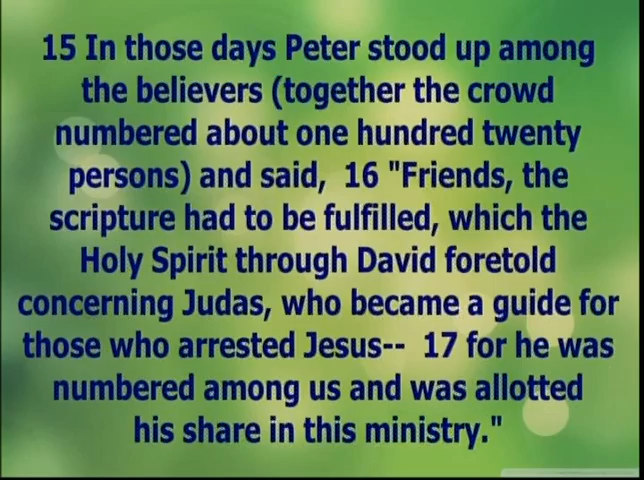 15 In those days Peter stood up among
the believers (together the crowd
numbered about one hundred twenty
persons) and said,  16 "Friends, the
scripture had to be fulfilled, which the
Holy Spirit through David foretold
concerning Judas, who became a guide for
those who arrested Jesus--  17 for he was
numbered among us and was allotted
his share in this ministry."